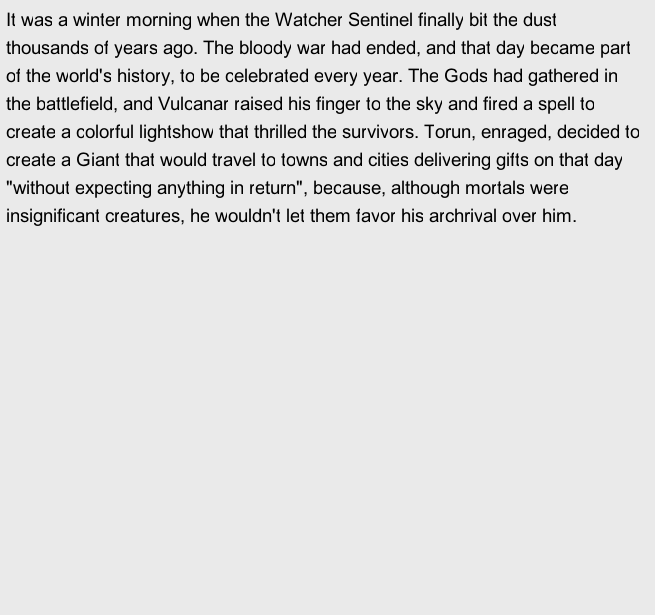 It was a winter morning when the Watcher Sentinel finally bit the dust
thousands of years ago. The bloody war had ended, and that day became part
of the world's history, to be celebrated every year. The Gods had gathered in
the battlefield, and Vulcanar raised his finger to the sky and fired a spell to
create a colorful lightshow that thrilled the survivors. Torun, enraged, decided to
create a Giant that would travel to towns and cities delivering gifts on that day
"without expecting anything in return", because, although mortals were
insignificant creatures, he wouldn't let them favor his archrival over him.